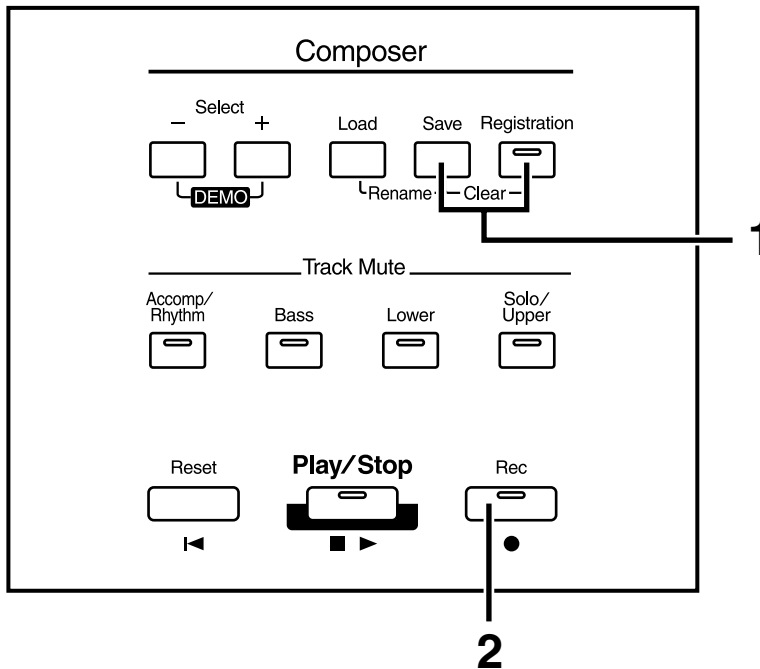 Composer
Select
− +
Load Save Registration
DEMO
Rename Clear
1
Track Mute
Accomp/
Rhythm
Bass
Lower
Solo/
Upper
Reset
Play/Stop
Rec
2